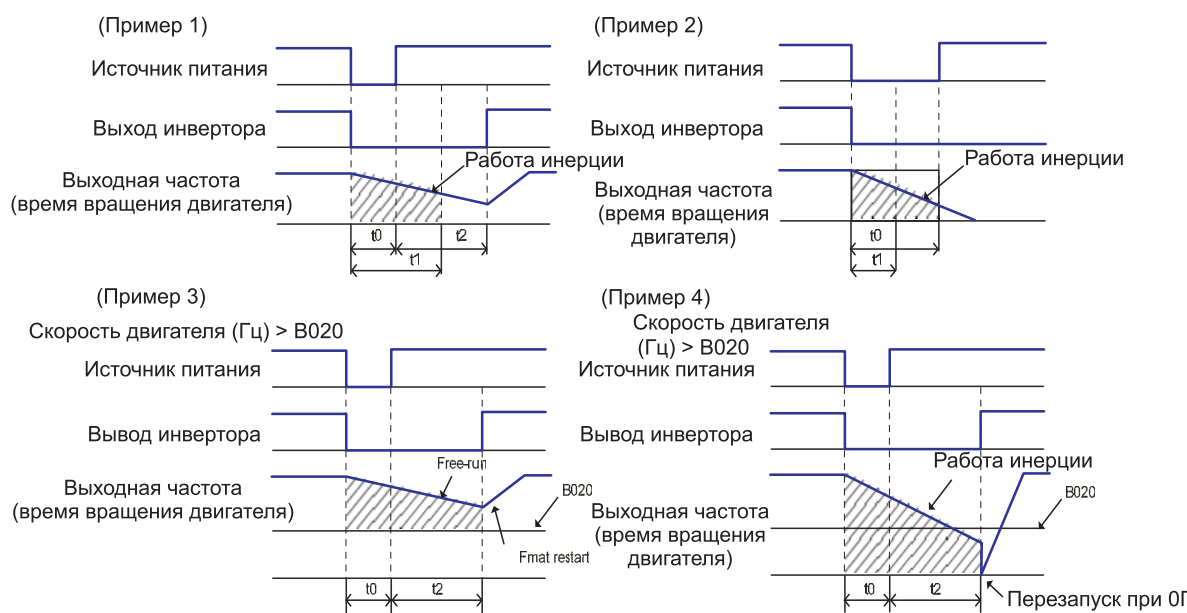 (Пример 1)
Источник питания
Выход инвертора
Работа инерции
Выходная частота
(время вращения двигателя)
t0
t2
t1
(Пример 2)
Источник питания
Выход инвертора
Работа инерции
Выходная частота
(время вращения
двигателя)
t0
t1
(Пример 3)
Скорость двигателя (Гц) > B020
Источник питания
Вывод инвертора
Free-run
Выходная частота
(время вращения двигателя)
B020
Fmat restart
t0
t2
(Пример 4)
Скорость двигателя
(Гц) > B020
Источник питания
Вывод инвертора
Работа инерции
B020
Выходная частота
(время вращения
двигателя)
t0
t2
Перезапуск при 0Г